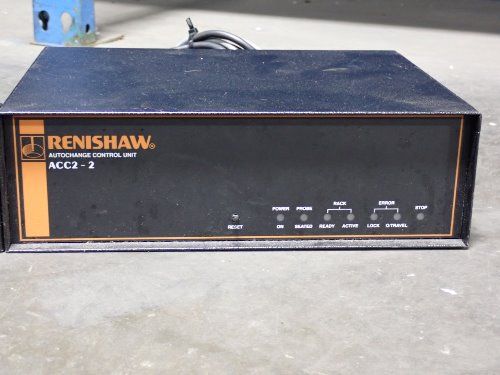 RENISHAW®
AUTOCHANGE CONTROL UNIT
ACC2 - 2
POWER PROBE RACK ERROR STOP
RESET ON SEATED READY ACTIVE LOCK O/TRAVEL